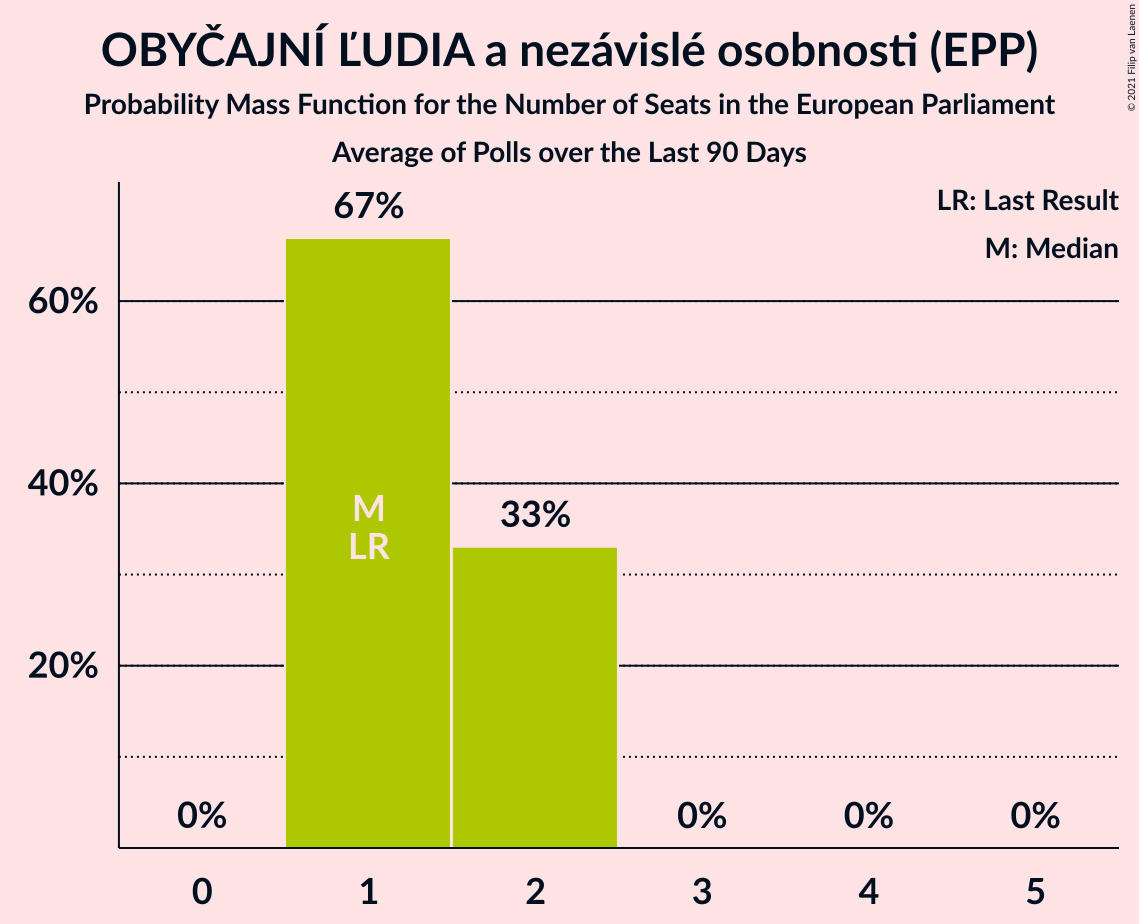 OBYČAJNÍ ĽUDIA a nezávislé osobnosti (EPP)
Probability Mass Function for the Number of Seats in the European Parliament
Average of Polls over the Last 90 Days
© 2021 Filip van Laenen
LR: Last Result
M: Median
67%
60%
40%
M
LR
33%
20%
0%
0%
0%
0%
0 1 2 3 4 5